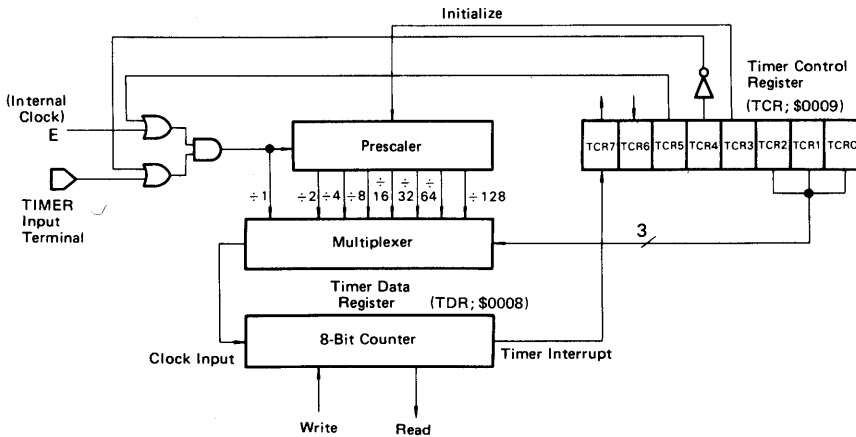 Initialize
Timer Control
Register
(TCR; $0009)
(Internal
Clock)
E
TCR7 TCR6 TCR5 TCR4 TCR3 TCR2 TCR1 TCR0
Prescaler
TIMER
Input
Terminal
÷1 ÷2 ÷4 ÷8 ÷16 ÷32 ÷64 ÷128
Multiplexer
3
Timer Data
Register
(TDR; $0008)
8-Bit Counter
Clock Input
Timer Interrupt
Write
Read